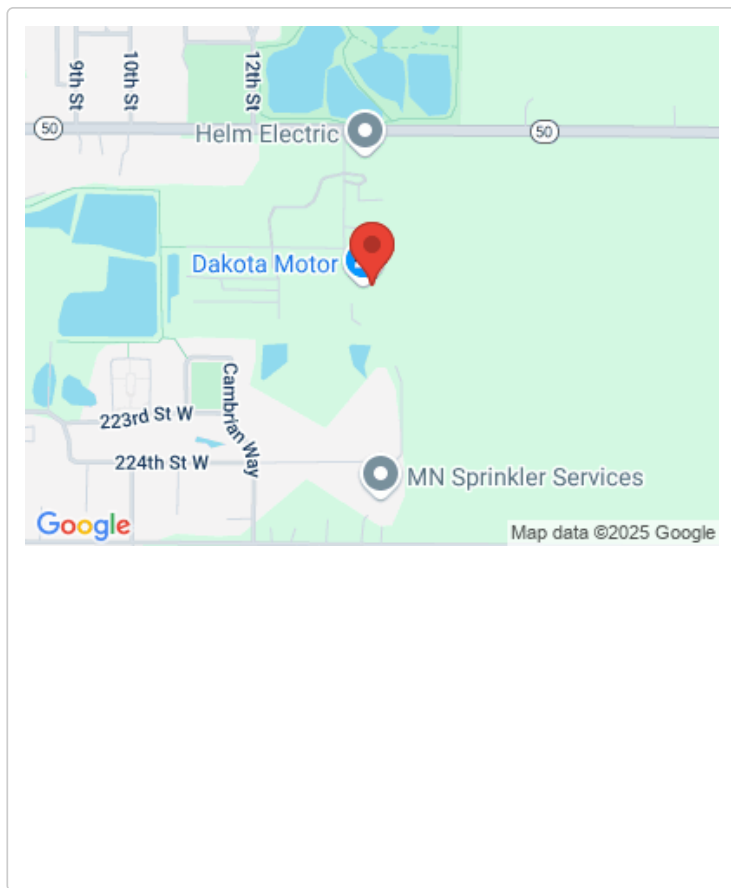 9th St
10th St
12th St
50
Helm Electric
50
Dakota Motor
Cambrian Way
223rd St W
224th St W
MN Sprinkler Services
Google
Map data ©2025 Google